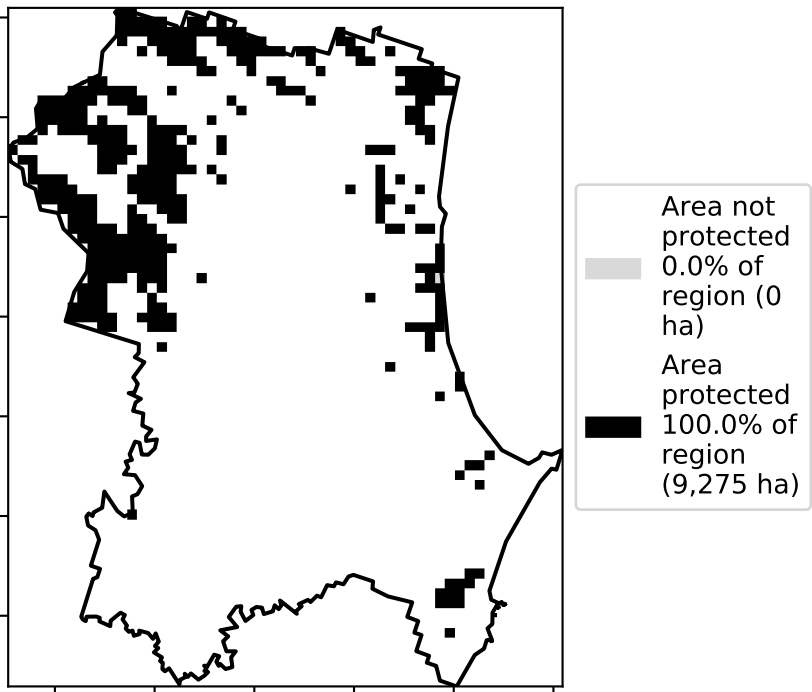 Area not
protected
0.0% of
region (0
ha)
Area
protected
100.0% of
region
(9,275 ha)